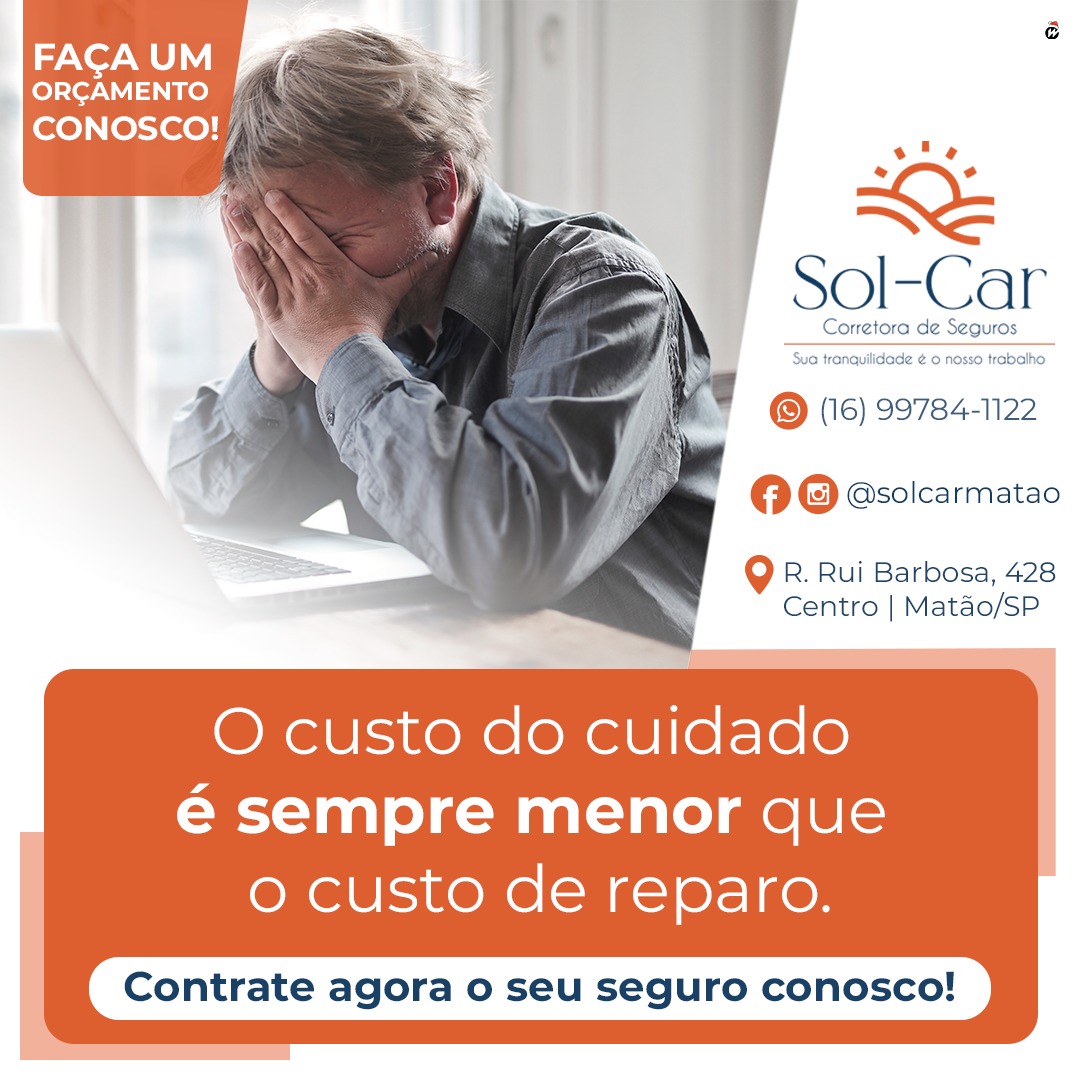 FAÇA UM
ORÇAMENTO
CONOSCO!
Sol-Car
Corretora de Seguros
Sua tranquilidade é o nosso trabalho
(16) 99784-1122
@solcarmatao
R. Rui Barbosa, 428
Centro | Matão/SP
O custo do cuidado
é sempre menor que
o custo de reparo.
Contrate agora o seu seguro conosco!